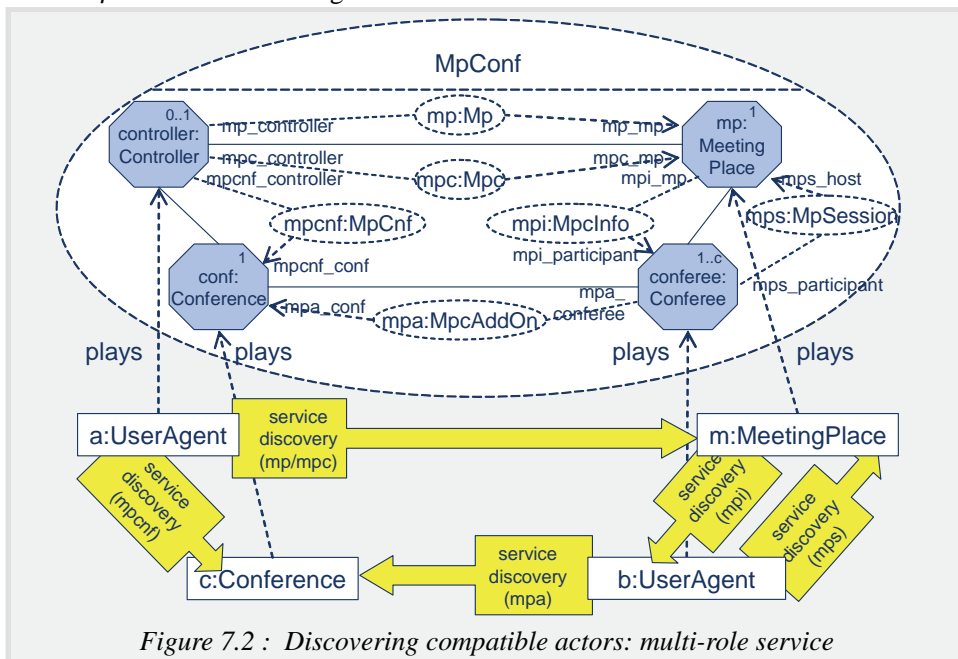 MpConf
0..1
controller:
Controller
mp_controller
mp:Mp
mp_mp
1
mp:
Meeting
Place
mpc_controller
mpcnf_controller
mpc:Mpc
mpc_mp
mpi_mp
mps_host
mpcnf:MpCnf
mpi:MpcInfo
mps:MpSession
mpcnf_conf
mpi_participant
1
conf:
Conference
1..c
conferee:
Conferee
mps_participant
mpa_conf
mpa:MpcAddOn
mpa_
conferee
plays
plays
plays
plays
a:UserAgent
service
discovery
(mp/mpc)
m:MeetingPlace
service
discovery
(mpcnf)
service
discovery
(mpi)
service
discovery
(mps)
c:Conference
service
discovery
(mpa)
b:UserAgent
Figure 7.2 : Discovering compatible actors: multi-role service